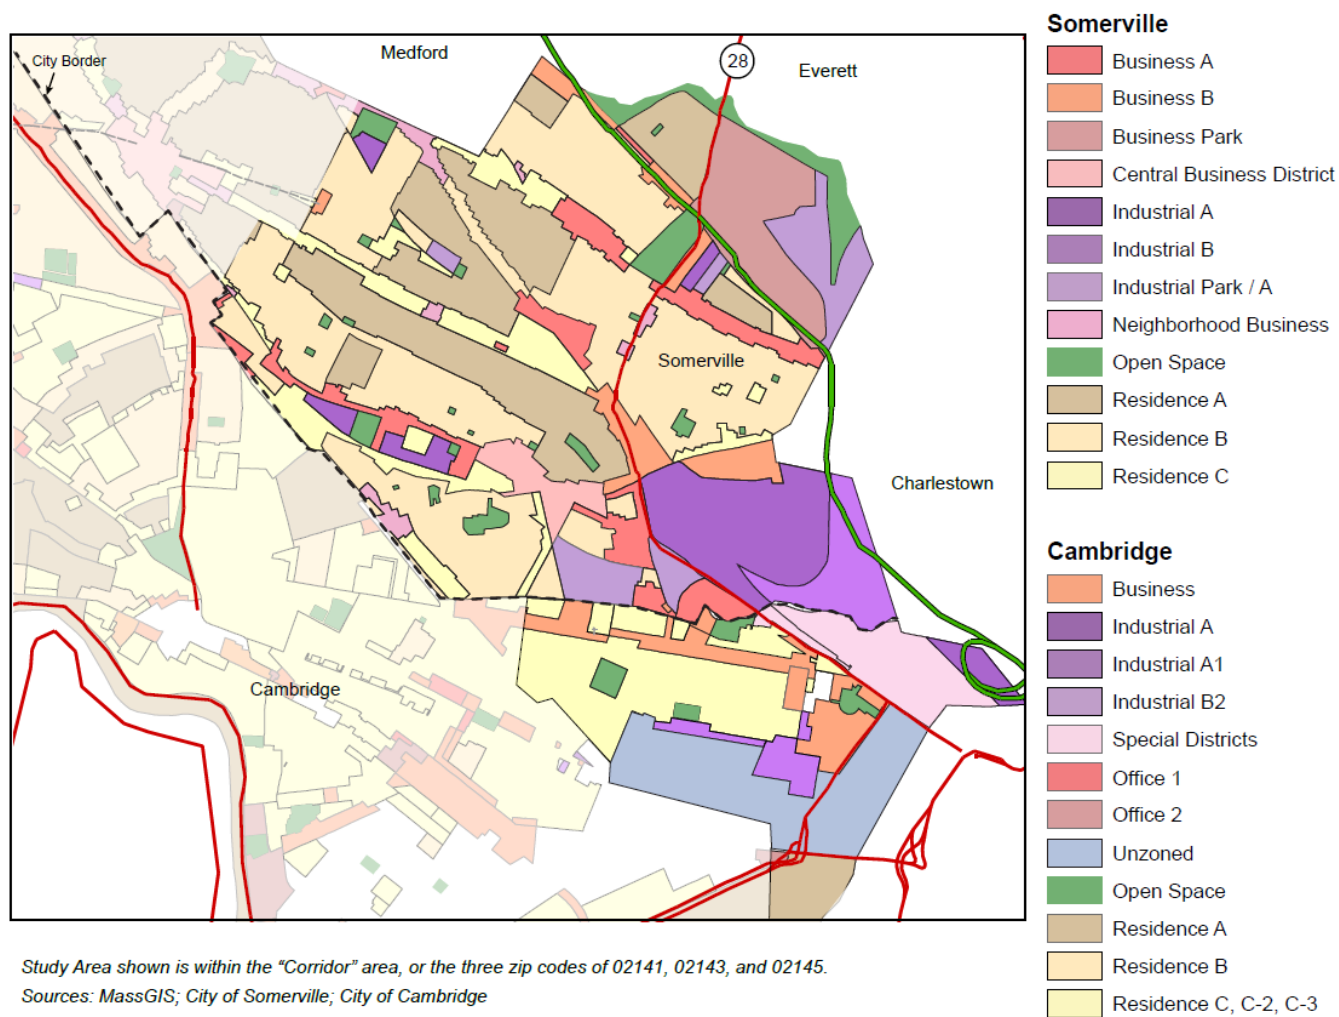 Medford
City Border
28
Everett
Somerville
Charlestown
Cambridge
Somerville
Business A
Business B
Business Park
Central Business District
Industrial A
Industrial B
Industrial Park / A
Neighborhood Business
Open Space
Residence A
Residence B
Residence C
Cambridge
Business
Industrial A
Industrial A1
Industrial B2
Special Districts
Office 1
Office 2
Unzoned
Open Space
Residence A
Residence B
Residence C, C-2, C-3
Study Area shown is within the “Corridor” area, or the three zip codes of 02141, 02143, and 02145.
Sources: MassGIS; City of Somerville; City of Cambridge